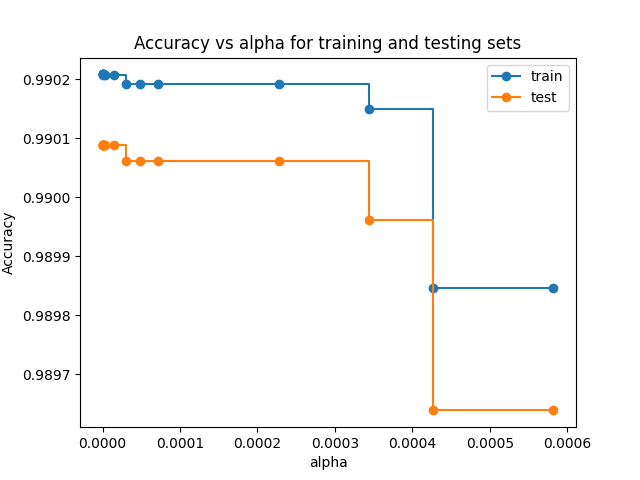 Accuracy vs alpha for training and testing sets
train
test
Accuracy
0.9902
0.9901
0.9900
0.9899
0.9898
0.9897
0.0000 0.0001 0.0002 0.0003 0.0004 0.0005 0.0006
alpha